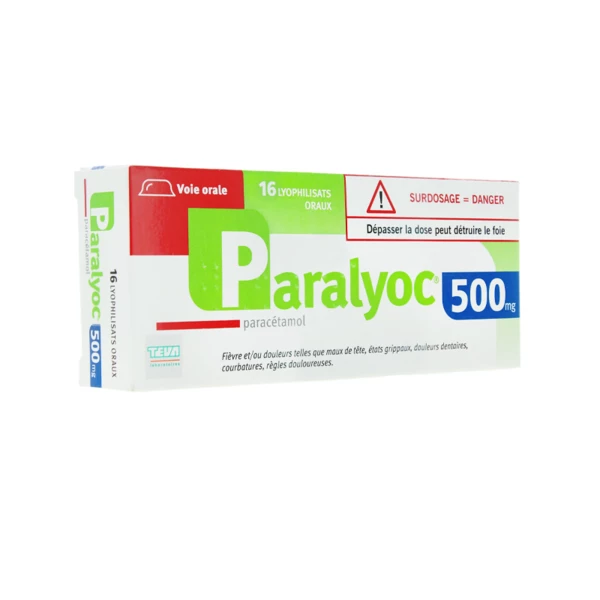 Paralyoc 500mg
paracétamol
16 LYOPHILISATS ORAUX
Voie orale
16 LYOPHILISATS
ORAUX
SURDOSAGE = DANGER
Dépasser la dose peut détruire le foie
Paralyoc® 500mg
paracétamol
TEVA
Fièvre et/ou douleurs telles que maux de tête, états grippaux, douleurs dentaires,
courbatures, règles douloureuses.